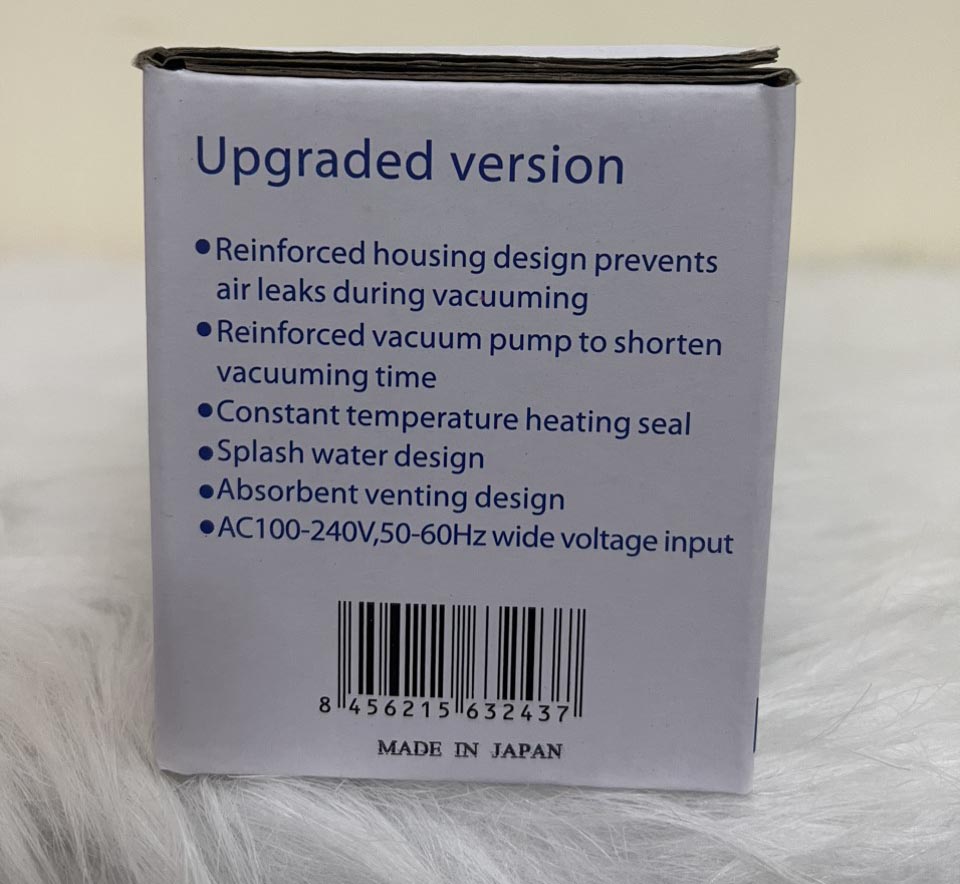 Upgraded version
●Reinforced housing design prevents
air leaks during vacuuming
●Reinforced vacuum pump to shorten
vacuuming time
●Constant temperature heating seal
●Splash water design
●Absorbent venting design
●AC100-240V,50-60Hz wide voltage input
8 456215 632437
MADE IN JAPAN